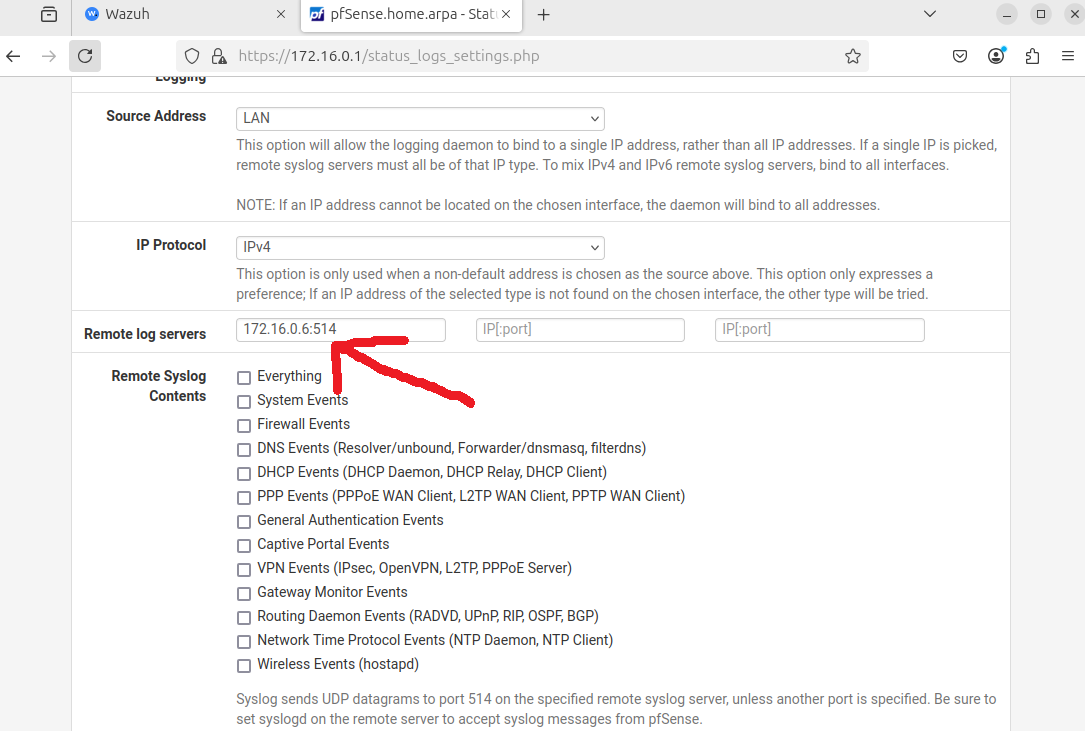 Wazuh
pfSense.home.arpa - Stat
https://172.16.0.1/status_logs_settings.php
Logging
Source Address
LAN
This option will allow the logging daemon to bind to a single IP address, rather than all IP addresses. If a single IP is picked,
remote syslog servers must all be of that IP type. To mix IPv4 and IPv6 remote syslog servers, bind to all interfaces.
NOTE: If an IP address cannot be located on the chosen interface, the daemon will bind to all addresses.
IP Protocol
IPv4
This option is only used when a non-default address is chosen as the source above. This option only expresses a
preference; If an IP address of the selected type is not found on the chosen interface, the other type will be tried.
Remote log servers
172.16.0.6:514
IP[:port]
IP[:port]
Remote Syslog
Contents
Everything
System Events
Firewall Events
DNS Events (Resolver/unbound, Forwarder/dnsmasq, filterdns)
DHCP Events (DHCP Daemon, DHCP Relay, DHCP Client)
PPP Events (PPPoE WAN Client, L2TP WAN Client, PPTP WAN Client)
General Authentication Events
Captive Portal Events
VPN Events (IPsec, OpenVPN, L2TP, PPPoE Server)
Gateway Monitor Events
Routing Daemon Events (RADVD, UPnP, RIP, OSPF, BGP)
Network Time Protocol Events (NTP Daemon, NTP Client)
Wireless Events (hostapd)
Syslog sends UDP datagrams to port 514 on the specified remote syslog server, unless another port is specified. Be sure to
set syslogd on the remote server to accept syslog messages from pfSense.